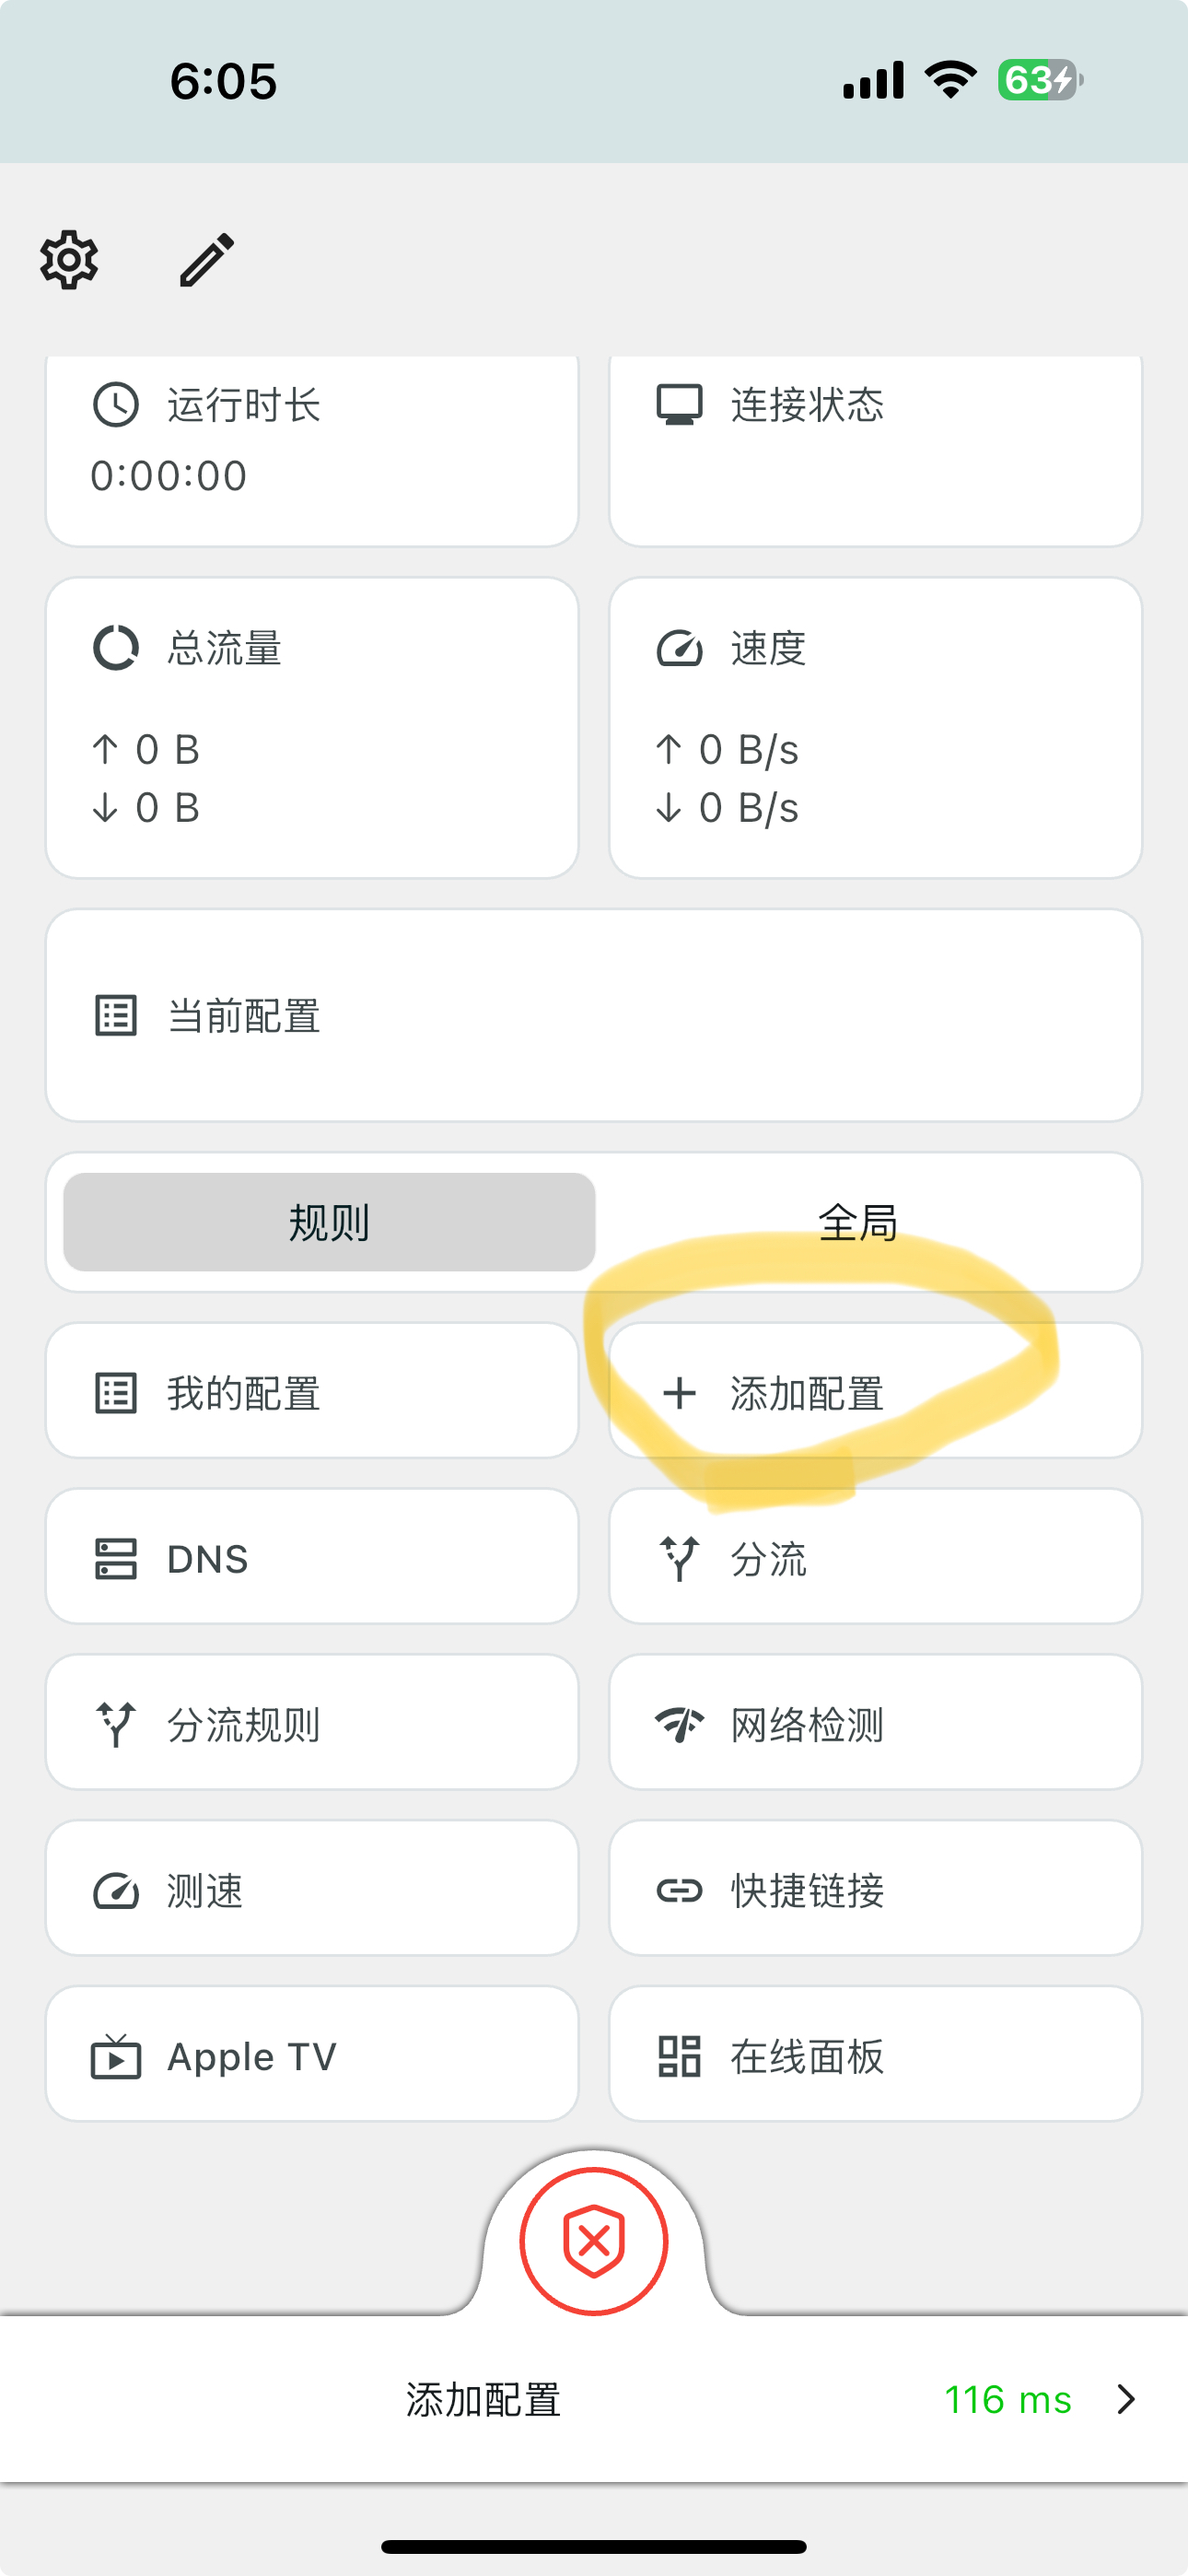 6:05
63
运行时长
0:00:00
连接状态
总流量
↑ 0 B
↓ 0 B
速度
↑ 0 B/s
↓ 0 B/s
当前配置
规则
全局
我的配置
添加配置
DNS
分流
分流规则
网络检测
测速
快捷链接
Apple TV
在线面板
添加配置
116 ms